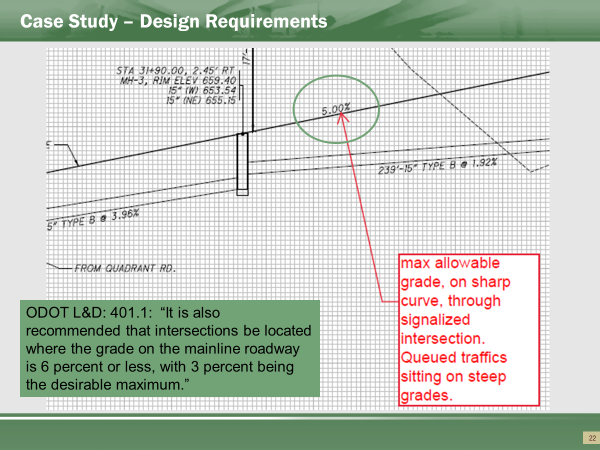 Case Study – Design Requirements
17'-
STA 31+90.00, 2.45' RT
MH-3, RIM ELEV 659.40
15" (W) 653.54
15" (NE) 655.15
5.00%
239'-15" TYPE B @ 1.92%
5" TYPE B @ 3.96%
FROM QUADRANT RD.
max allowable
grade, on sharp
curve, through
signalized
intersection.
Queued traffics
sitting on steep
grades.
ODOT L&D: 401.1: “It is also
recommended that intersections be located
where the grade on the mainline roadway
is 6 percent or less, with 3 percent being
the desirable maximum.”
22